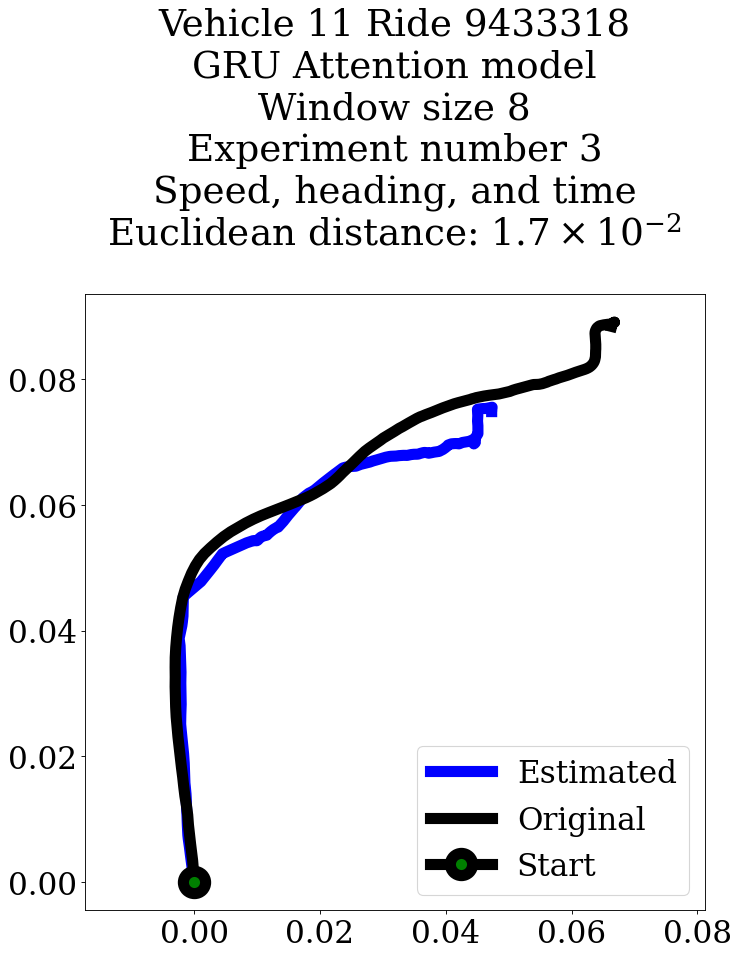 Vehicle 11 Ride 9433318
GRU Attention model
Window size 8
Experiment number 3
Speed, heading, and time
Euclidean distance: 1.7 × 10⁻²
0.08
0.06
0.04
0.02
0.00
Estimated
Original
Start
0.00 0.02 0.04 0.06 0.08